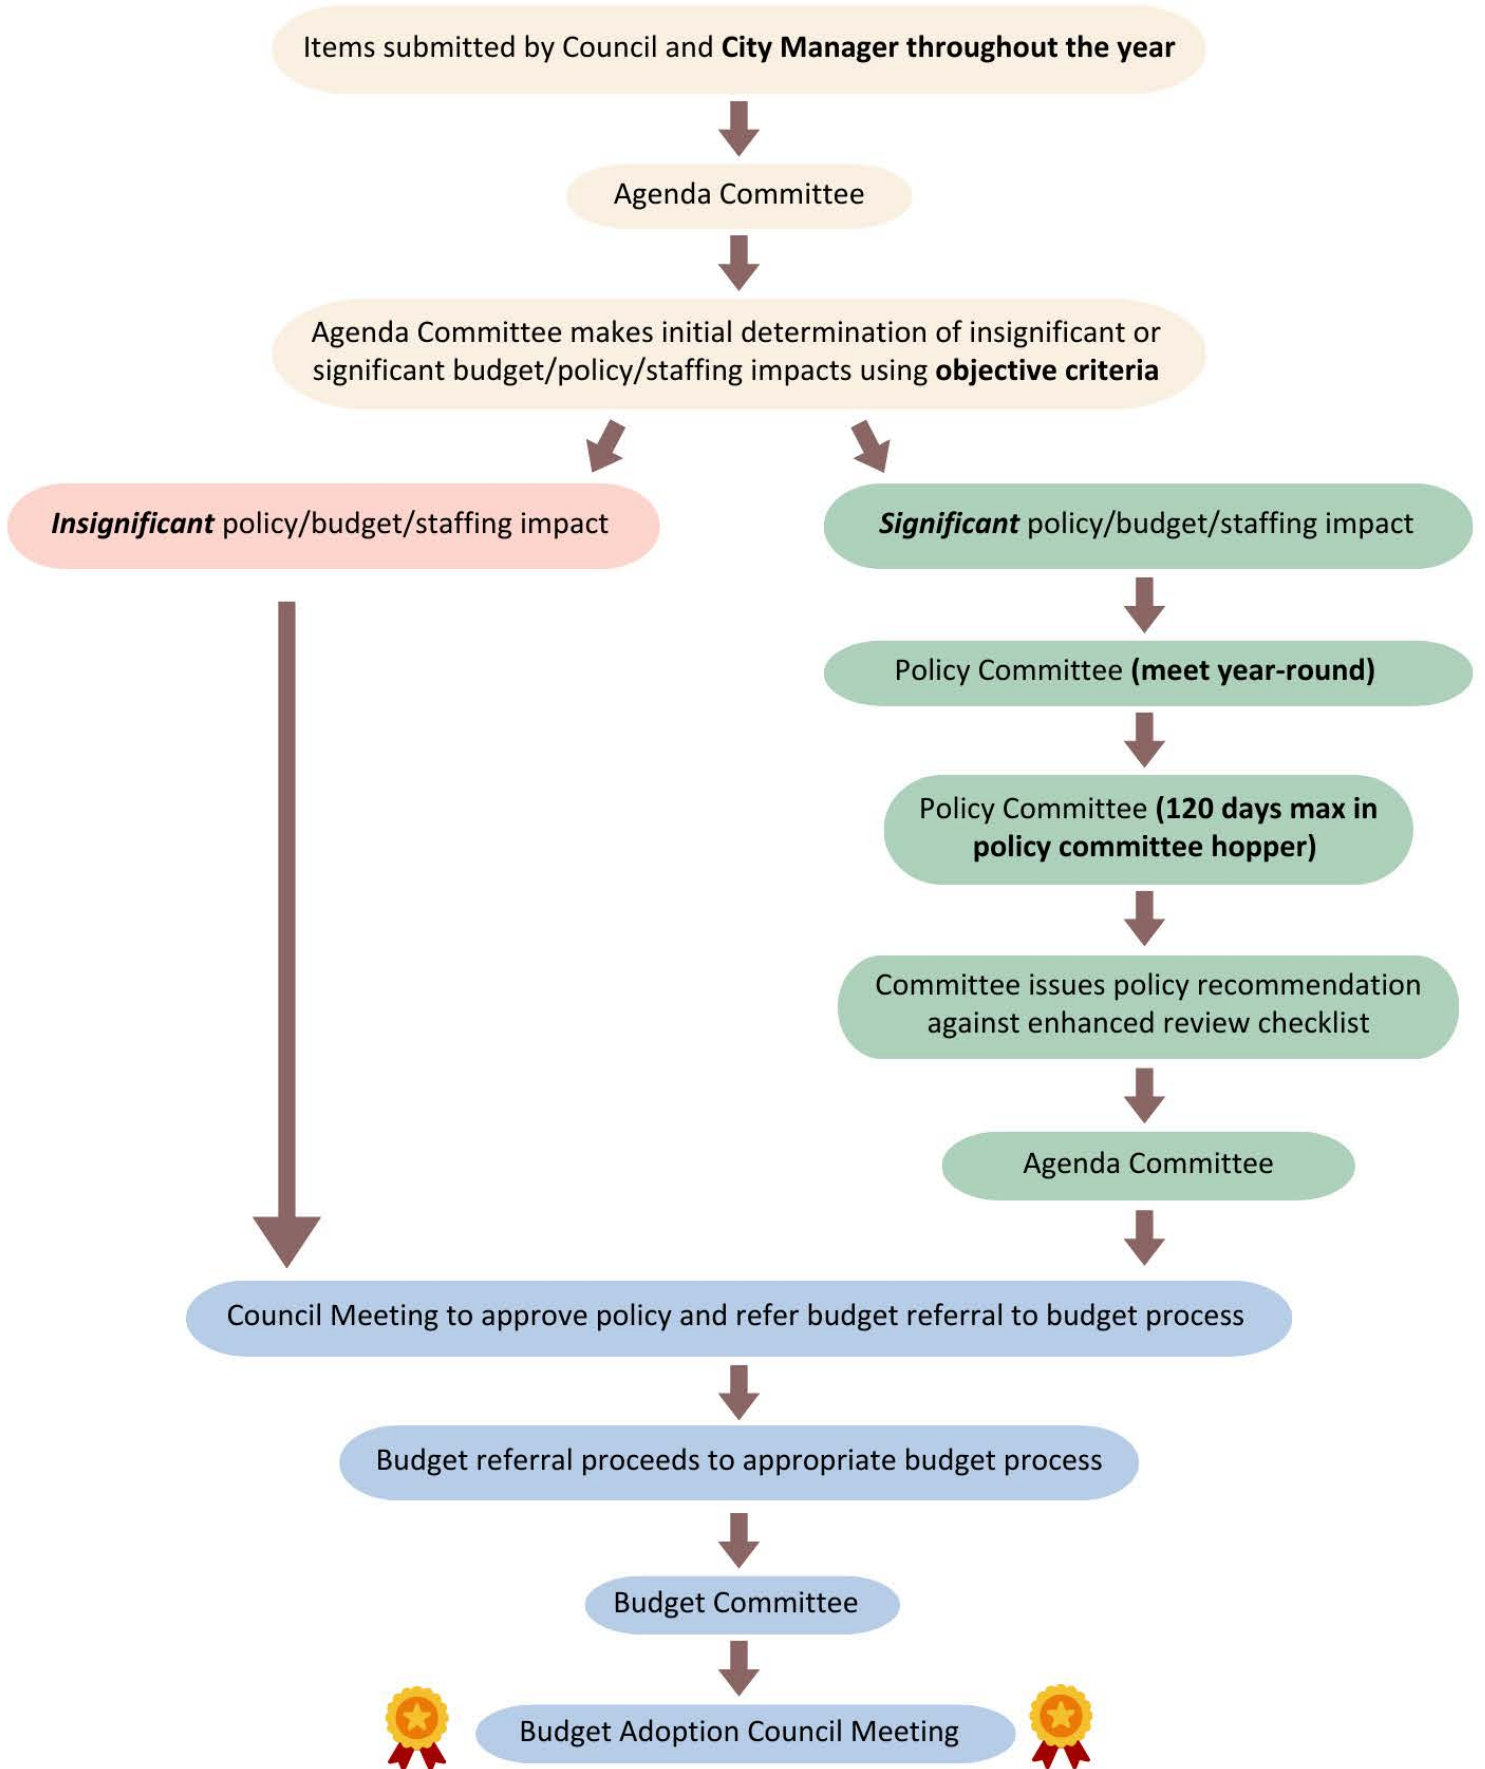 Items submitted by Council and City Manager throughout the year
Agenda Committee
Agenda Committee makes initial determination of insignificant or
significant budget/policy/staffing impacts using objective criteria
Insignificant policy/budget/staffing impact
Significant policy/budget/staffing impact
Policy Committee (meet year-round)
Policy Committee (120 days max in
policy committee hopper)
Committee issues policy recommendation
against enhanced review checklist
Agenda Committee
Council Meeting to approve policy and refer budget referral to budget process
Budget referral proceeds to appropriate budget process
Budget Committee
Budget Adoption Council Meeting